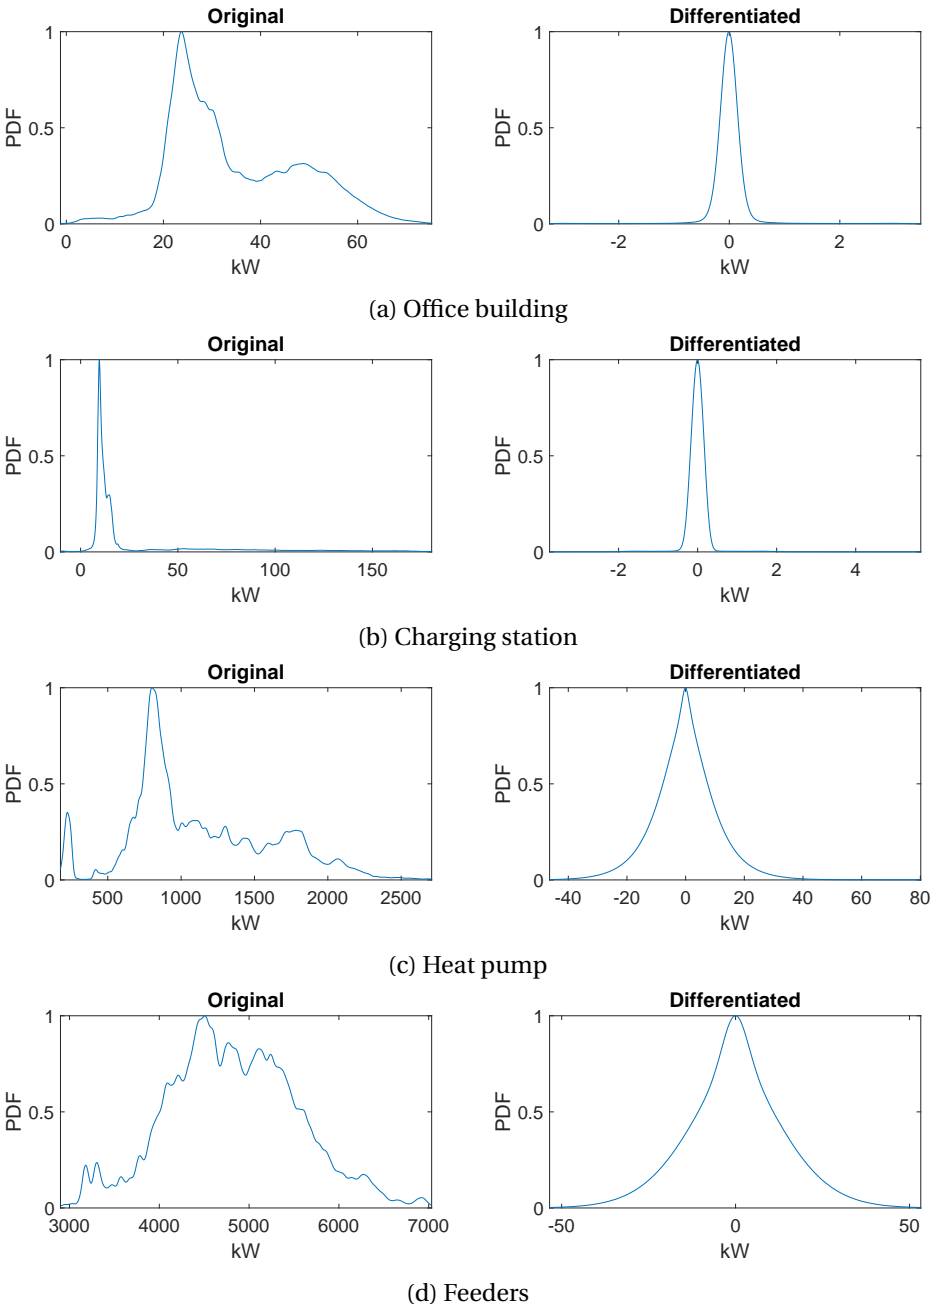 Original
Differentiated
1
0.5
0
PDF
0 20 40 60
kW
1
0.5
0
PDF
-2 0 2
kW
(a) Office building
Original
Differentiated
1
0.5
0
PDF
0 50 100 150
kW
1
0.5
0
PDF
-2 0 2 4
kW
(b) Charging station
Original
Differentiated
1
0.5
0
PDF
500 1000 1500 2000 2500
kW
1
0.5
0
PDF
-40 -20 0 20 40 60 80
kW
(c) Heat pump
Original
Differentiated
1
0.5
0
PDF
3000 4000 5000 6000 7000
kW
1
0.5
0
PDF
-50 0 50
kW
(d) Feeders